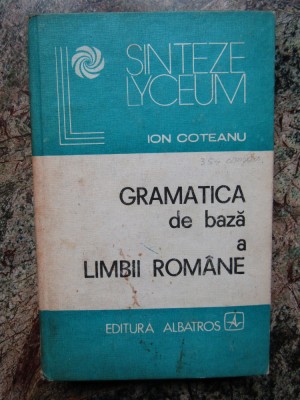 SINTEZE
LYCEUM
ION COTEANU
GRAMATICA
de bază
a
LIMBII ROMÂNE
EDITURA ALBATROS